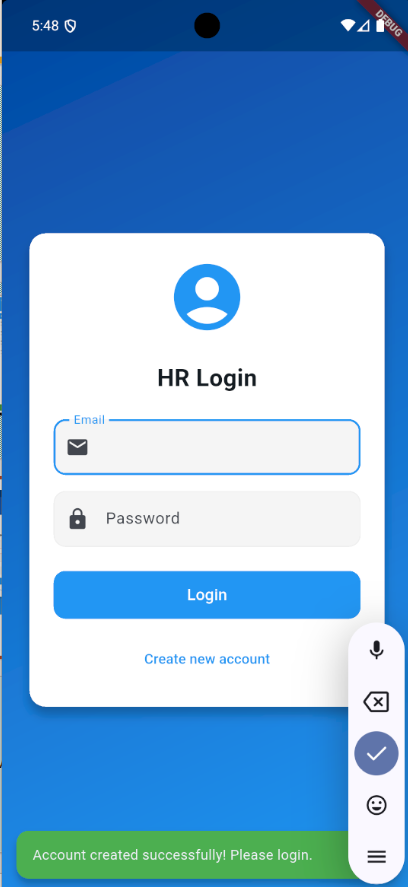 5:48
DEBUG
HR Login
Email
Password
Login
Create new account
Account created successfully! Please login.